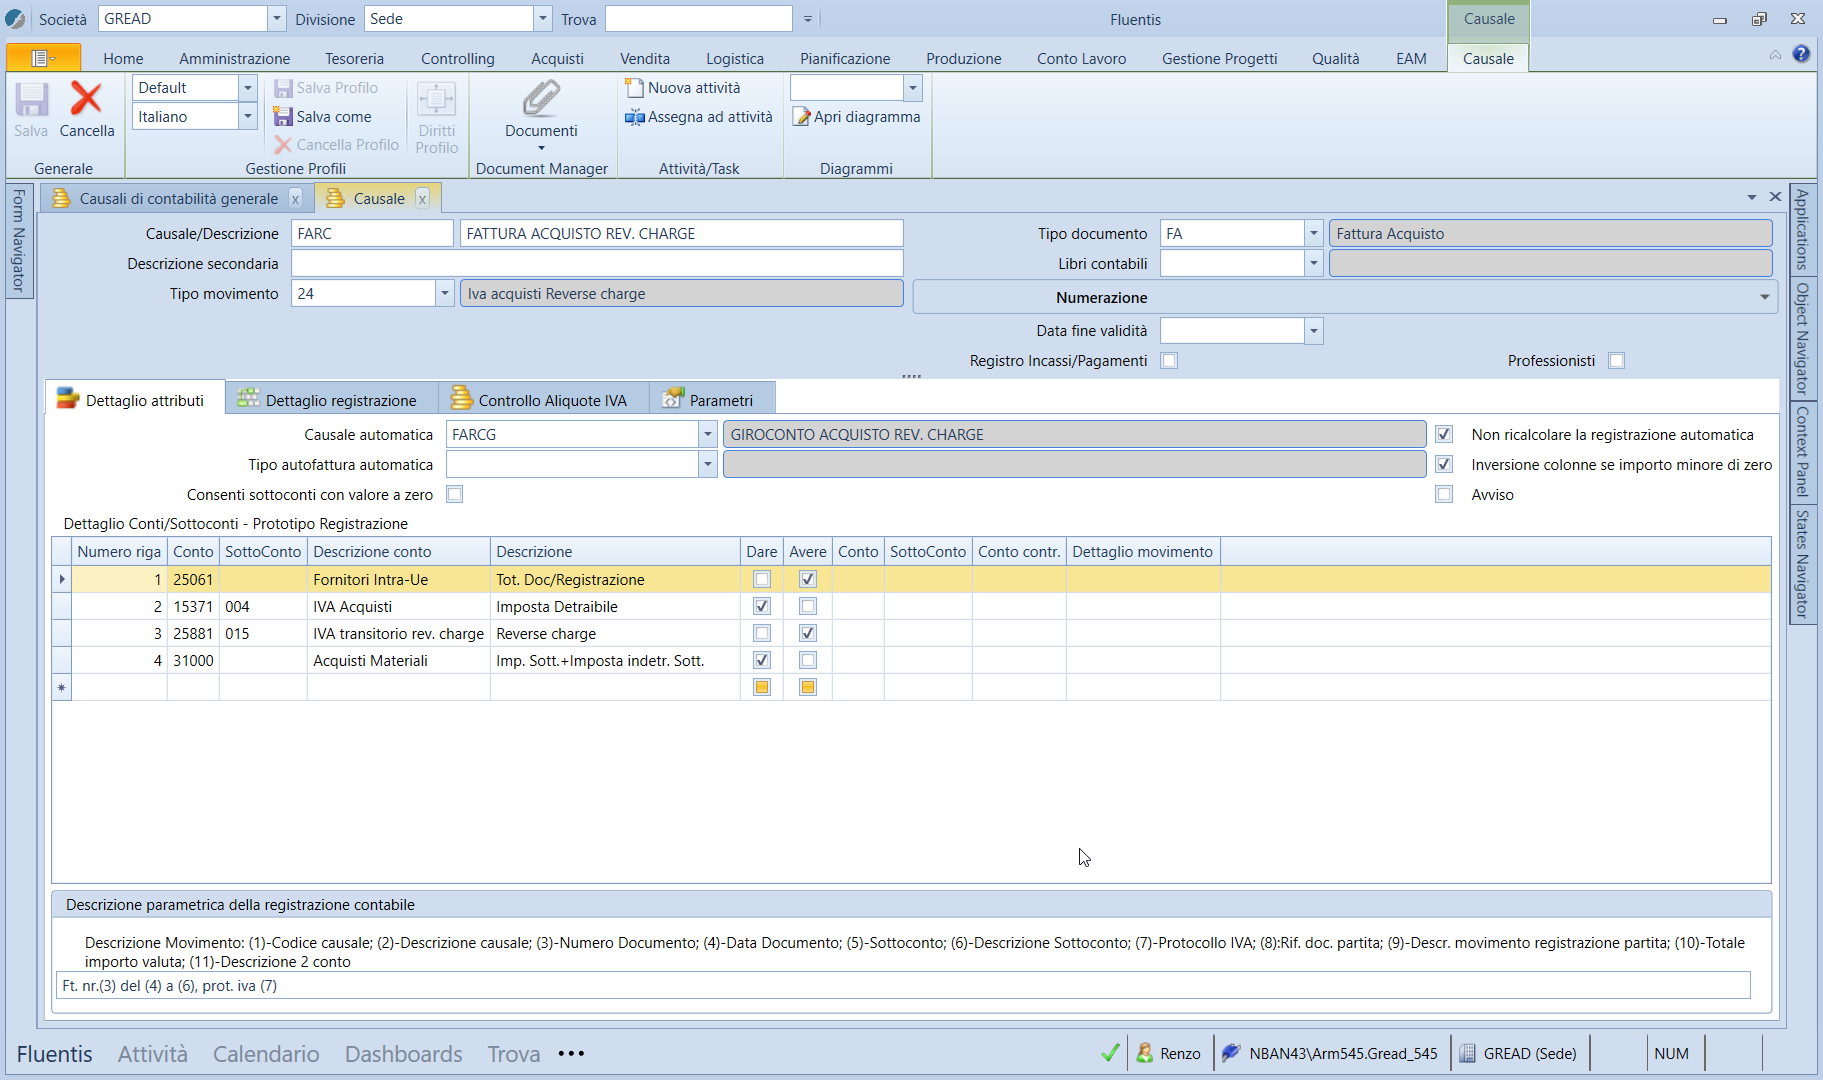 Società GREAD Divisione Sede Trova Fluentis Causale
Home Amministrazione Tesoreria Controlling Acquisti Vendita Logistica Pianificazione Produzione Conto Lavoro Gestione Progetti Qualità EAM Causale
Salva Cancella Default Italiano Salva Profilo Salva come Cancella Profilo Diritti Profilo Documenti Nuova attività Assegna ad attività Apri diagramma
Generale Gestione Profili Document Manager Attività/Task Diagrammi
Form Navigator
Causali di contabilità generale x Causale x
Applications
Object Navigator
Context Panel
States Navigator
Causale/Descrizione FARC FATTURA ACQUISTO REV. CHARGE Tipo documento FA Fattura Acquisto
Descrizione secondaria Libri contabili
Tipo movimento 24 Iva acquisti Reverse charge Numerazione
Data fine validità
Registro Incassi/Pagamenti Professionisti
Dettaglio attributi Dettaglio registrazione Controllo Aliquote IVA Parametri
Causale automatica FARCG GIROCONTO ACQUISTO REV. CHARGE Non ricalcolare la registrazione automatica
Tipo autofattura automatica Inversione colonne se importo minore di zero
Consenti sottoconti con valore a zero Avviso
Dettaglio Conti/Sottoconti - Prototipo Registrazione
Numero riga Conto SottoConto Descrizione conto Descrizione Dare Avere Conto SottoConto Conto contr. Dettaglio movimento
1 25061 Fornitori Intra-Ue Tot. Doc/Registrazione
2 15371 004 IVA Acquisti Imposta Detraibile
3 25881 015 IVA transitorio rev. charge Reverse charge
4 31000 Acquisti Materiali Imp. Sott.+Imposta indetr. Sott.
Descrizione parametrica della registrazione contabile
Descrizione Movimento: (1)-Codice causale; (2)-Descrizione causale; (3)-Numero Documento; (4)-Data Documento; (5)-Sottoconto; (6)-Descrizione Sottoconto; (7)-Protocollo IVA; (8):Rif. doc. partita; (9)-Descr. movimento registrazione partita; (10)-Totale
importo valuta; (11)-Descrizione 2 conto
Ft. nr.(3) del (4) a (6), prot. iva (7)
Fluentis Attività Calendario Dashboards Trova ••• Renzo NBAN43\Arm545.Gread_545 GREAD (Sede) NUM